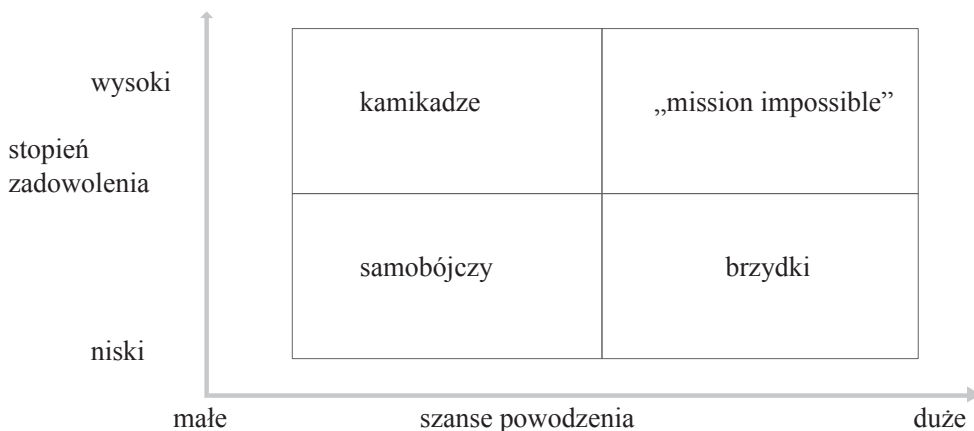 wysoki
kamikadze
„mission impossible”
stopień
zadowolenia
samobójczy
brzydki
niski
małe
szanse powodzenia
duże